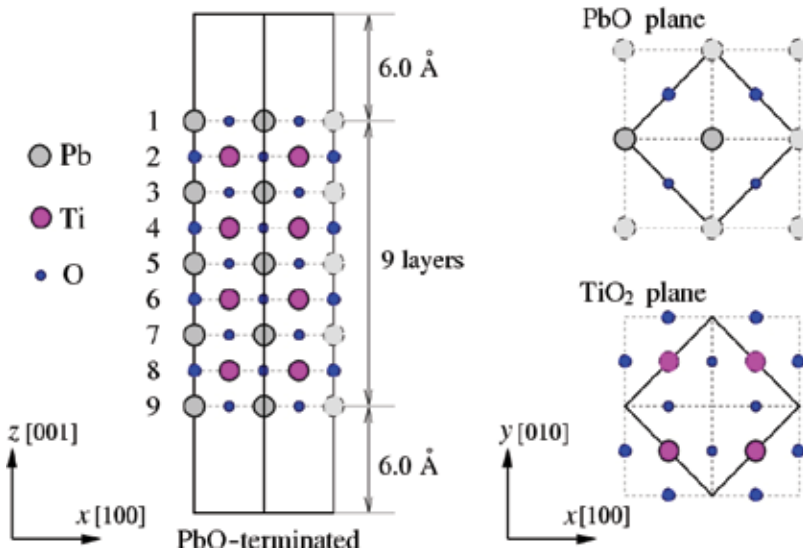 PbO plane
6.0 Å
1
2
3
4
5
6
7
8
9
Pb
Ti
O
9 layers
TiO₂ plane
z [001]
x [100]
6.0 Å
PbO-terminated
y [010]
x[100]